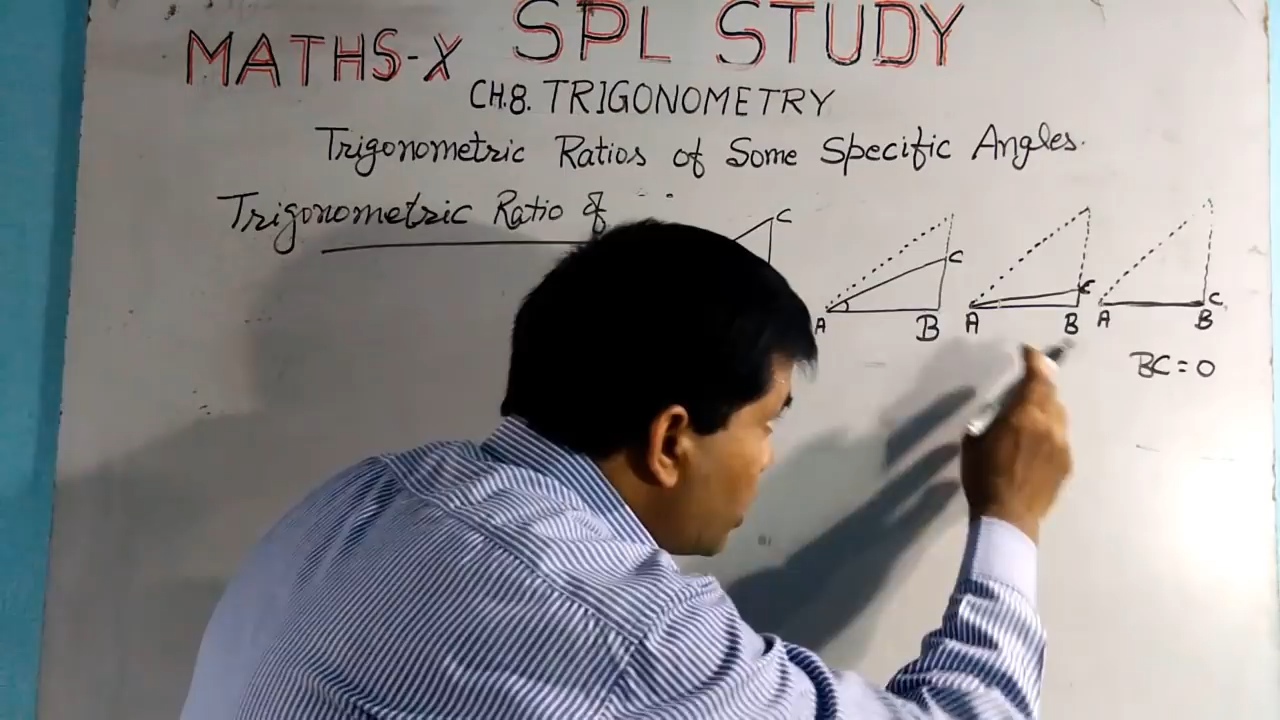 MATHS-X SPL STUDY
CH.8. TRIGONOMETRY
Trigonometric Ratios of Some Specific Angles.
Trigonometric Ratio of
C
C C C
A B A B A B
BC = 0